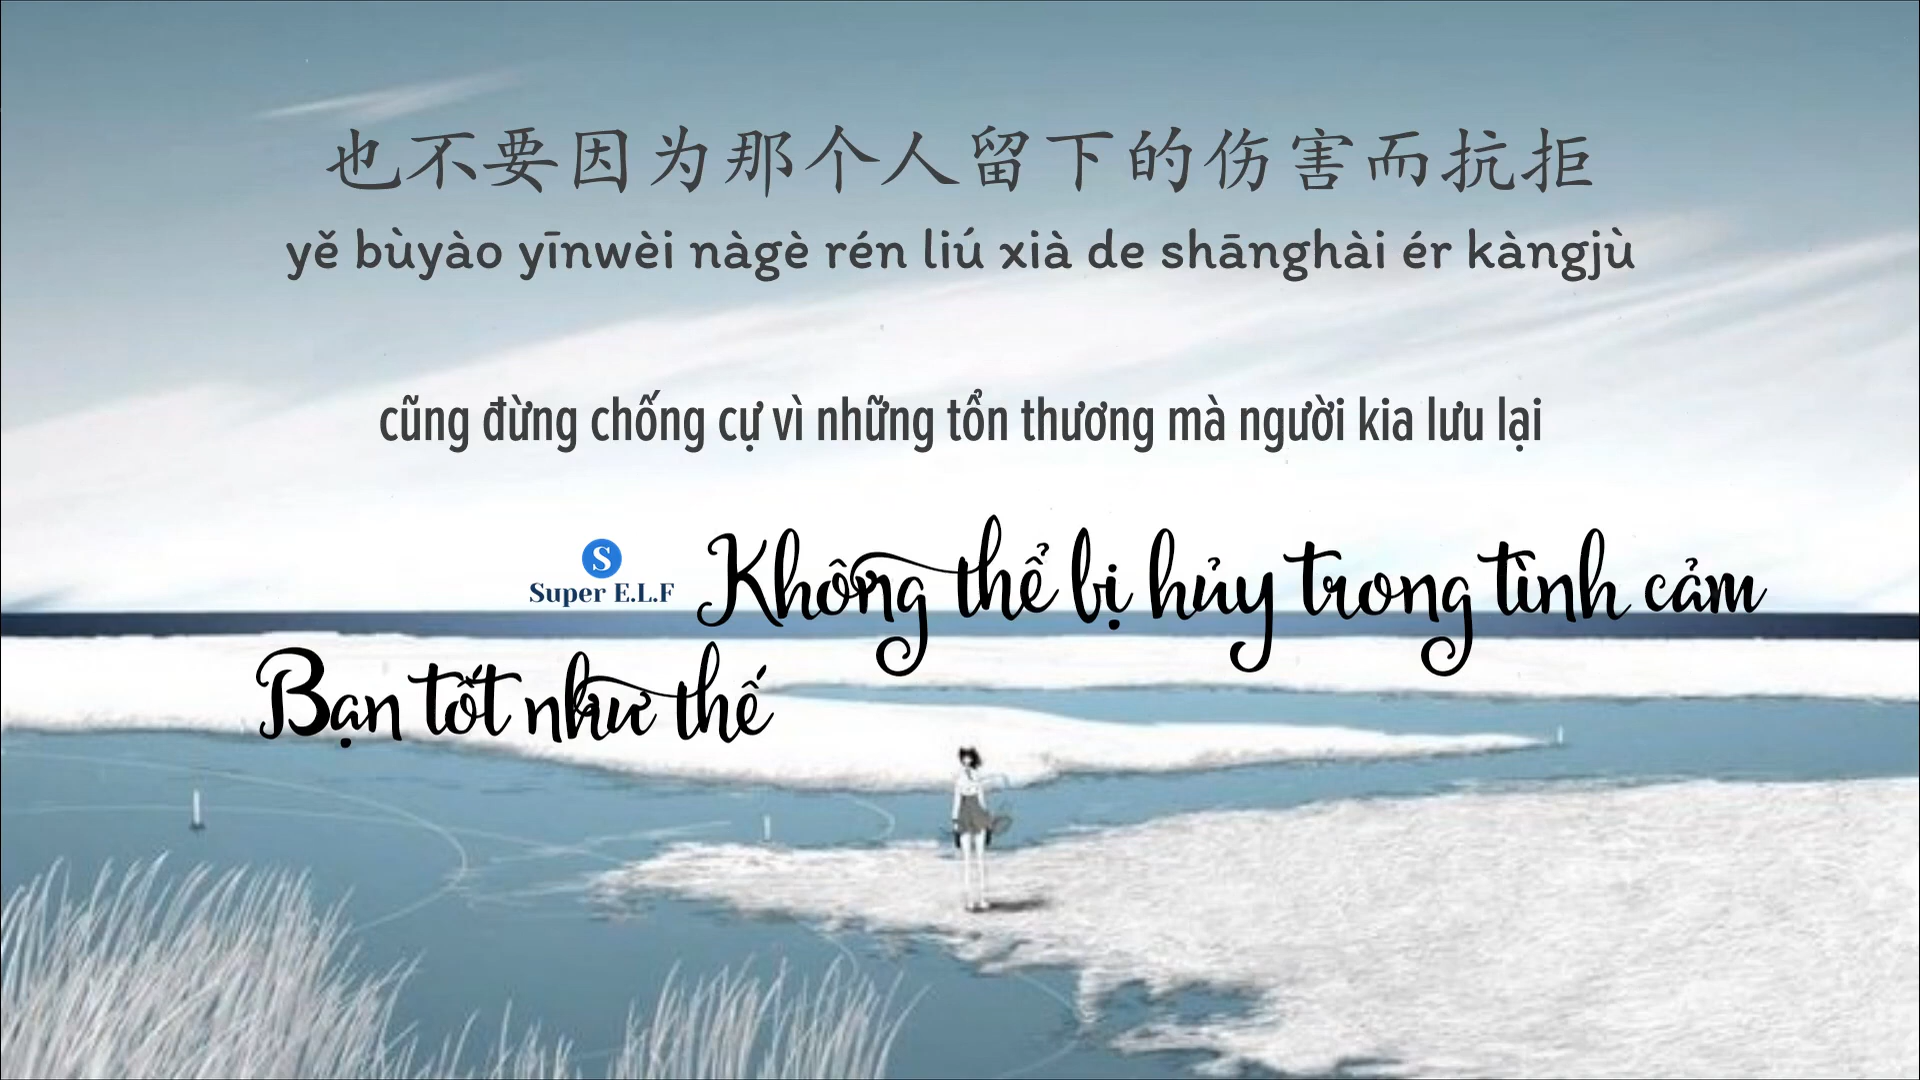 也不要因为那个人留下的伤害而抗拒
yě bùyào yīnwèi nàgè rén liú xià de shānghài ér kàngjù
cũng đừng chống cự vì những tổn thương mà người kia lưu lại
S
Super E.L.F
Không thể bị hủy trong tình cảm
Bạn tốt như thế